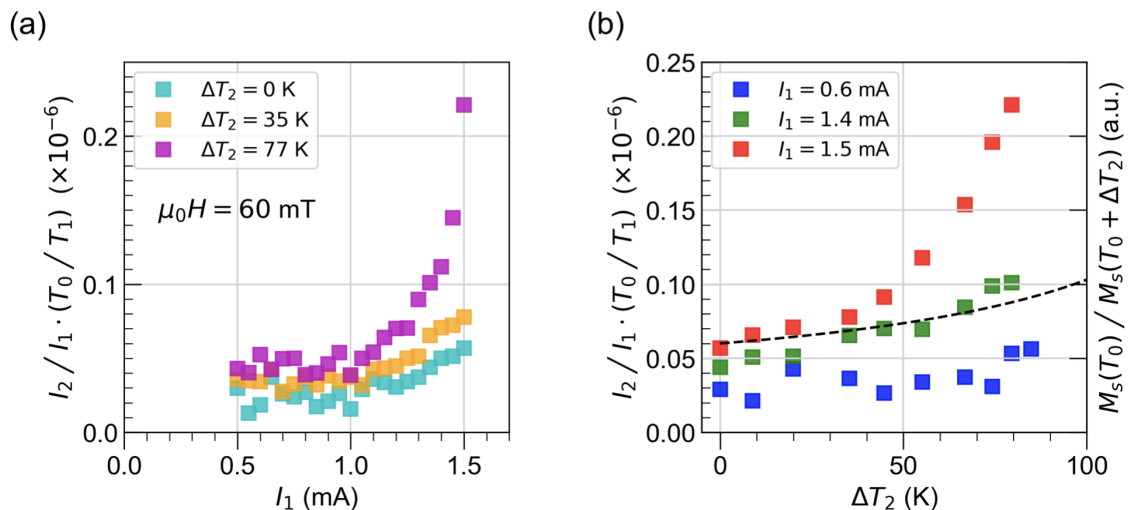 (a)
I₂ / I₁ · (T₀ / T₁) (×10⁻⁶)
0.2
0.1
0.0
ΔT₂ = 0 K
ΔT₂ = 35 K
ΔT₂ = 77 K
μ₀H = 60 mT
0.0 0.5 1.0 1.5
I₁ (mA)
(b)
I₂ / I₁ · (T₀ / T₁) (×10⁻⁶)
0.25
0.20
0.15
0.10
0.05
0.00
I₁ = 0.6 mA
I₁ = 1.4 mA
I₁ = 1.5 mA
Mₛ(T₀) / Mₛ(T₀ + ΔT₂) (a.u.)
0 50 100
ΔT₂ (K)